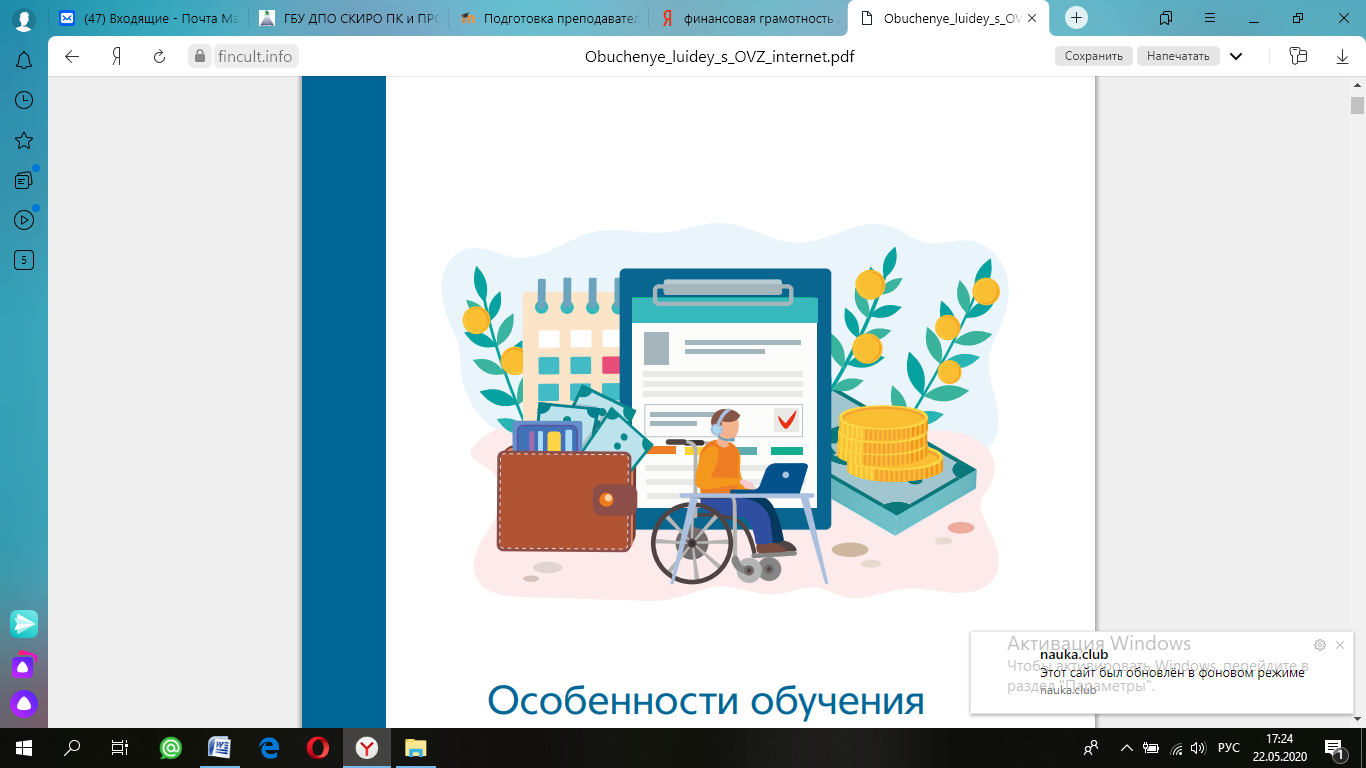 (47) Входящие - Почта Ma
ГБУ ДПО СКИРО ПК и ПРО
Подготовка преподавател
финансовая грамотность
Obuchenye_luidey_s_OV
fincult.info
Obuchenye_luidey_s_OVZ_internet.pdf
Сохранить
Напечатать
5
Особенности обучения
Активация Windows
Чтобы активировать Windows, перейдите в
раздел "Параметры".
nauka.club
Этот сайт был обновлён в фоновом режиме
nauka.club
РУС
17:24
22.05.2020
1